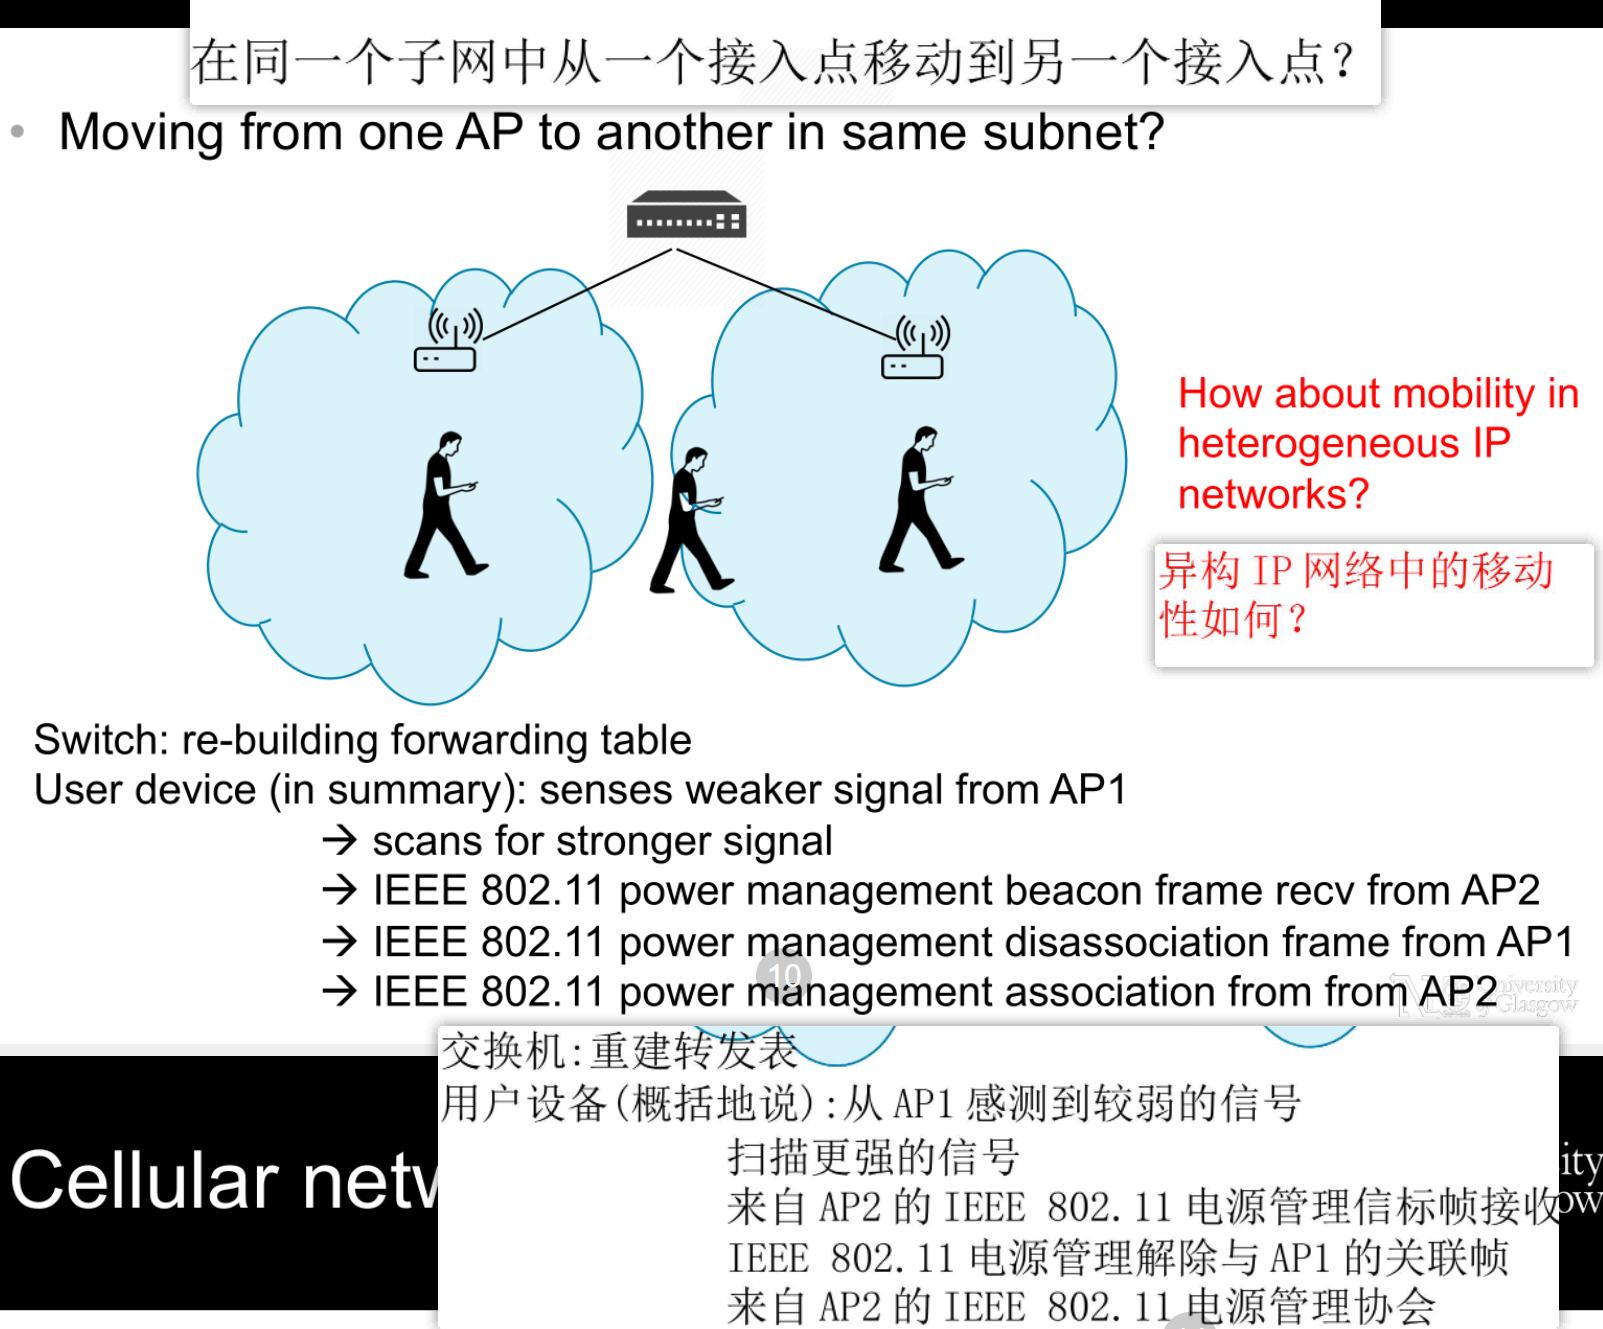 在同一个子网中从一个接入点移动到另一个接入点?
• Moving from one AP to another in same subnet?
How about mobility in
heterogeneous IP
networks?
异构 IP 网络中的移动
性如何?
Switch: re-building forwarding table
User device (in summary): senses weaker signal from AP1
→ scans for stronger signal
→ IEEE 802.11 power management beacon frame recv from AP2
→ IEEE 802.11 power management disassociation frame from AP1
→ IEEE 802.11 power management association from from AP2
10
University
of Glasgow
交换机:重建转发表
用户设备(概括地说):从 AP1 感测到较弱的信号
扫描更强的信号
来自 AP2 的 IEEE 802.11 电源管理信标帧接收
IEEE 802.11 电源管理解除与 AP1 的关联帧
来自 AP2 的 IEEE 802.11 电源管理协会
Cellular netw
ity
ow